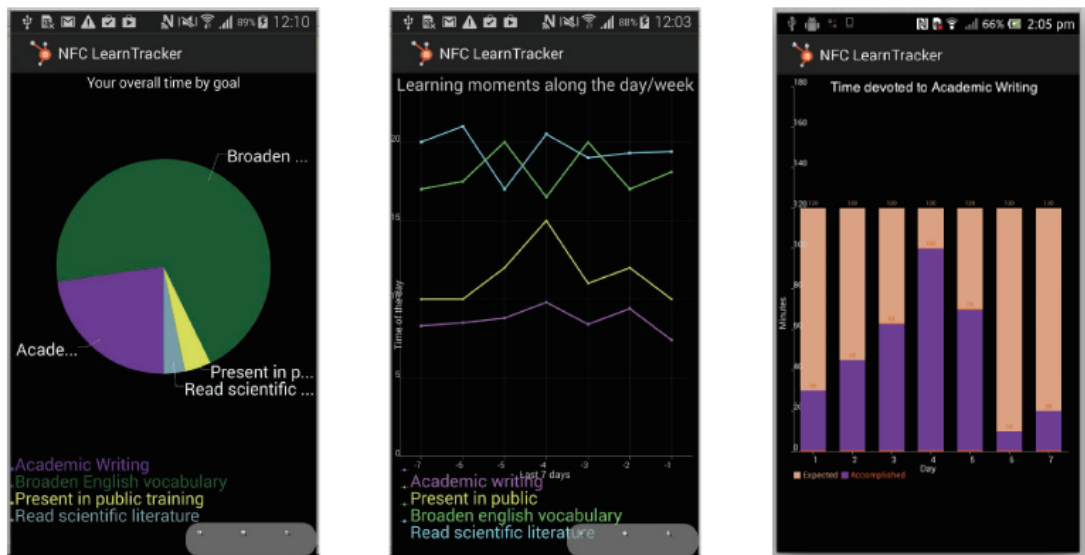 89% 12:10
NFC LearnTracker
Your overall time by goal
Broaden ...
Acade...
Present in p...
Read scientific ...
Academic Writing
Broaden English vocabulary
Present in public training
Read scientific literature
88% 12:03
NFC LearnTracker
Learning moments along the day/week
20
15
10
5
0
Time of the day
-7 -6 -5 -4 -3 -2 -1
Last 7 days
Academic writing
Present in public
Broaden english vocabulary
Read scientific literature
66% 2:05 pm
NFC LearnTracker
Time devoted to Academic Writing
180
160
140
120
100
80
60
40
20
0
Minutes
1 2 3 4 5 6 7
Day
Expected Accomplished